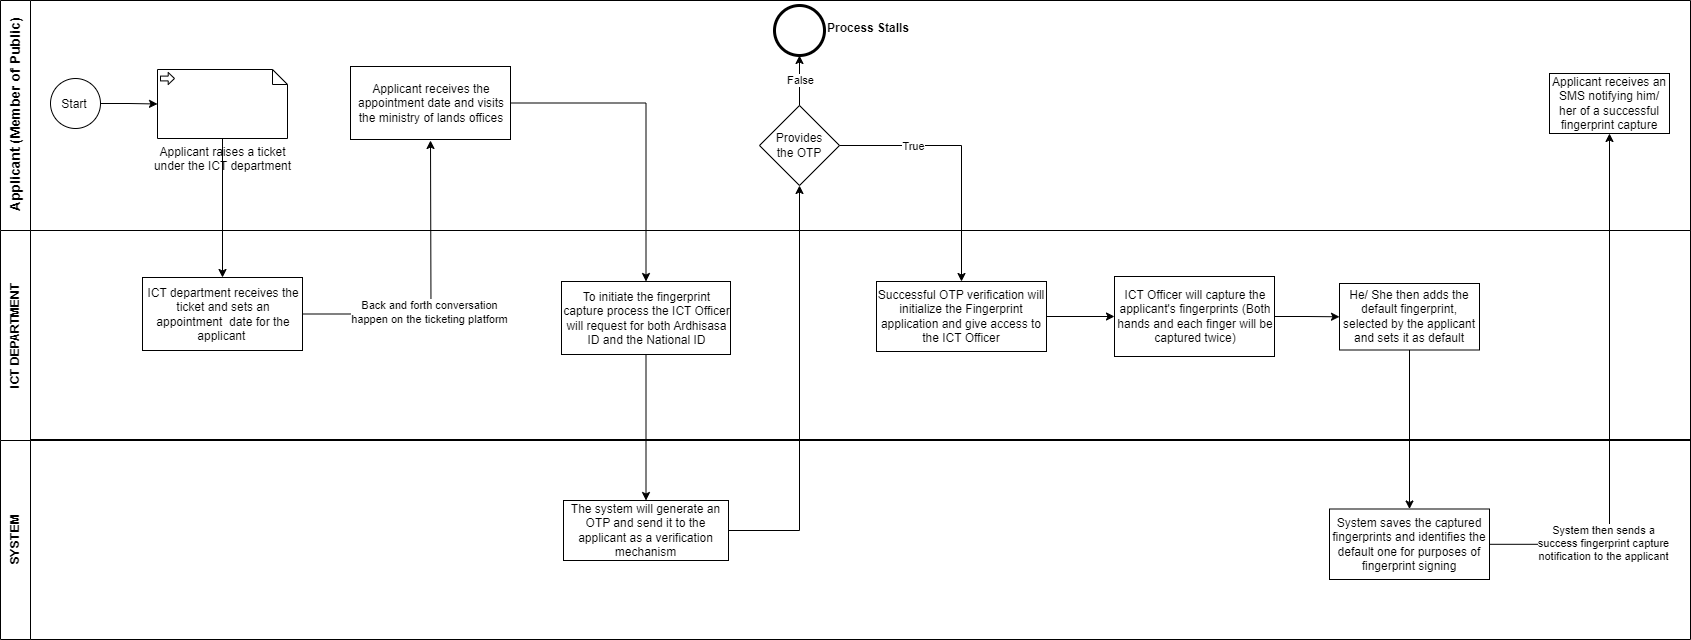 Applicant (Member of Public)
Start
Applicant raises a ticket
under the ICT department
Applicant receives the
appointment date and visits
the ministry of lands offices
Process Stalls
False
Provides
the OTP
True
Applicant receives an
SMS notifying him/
her of a successful
fingerprint capture
ICT DEPARTMENT
ICT department receives the
ticket and sets an
appointment date for the
applicant
Back and forth conversation
happen on the ticketing platform
To initiate the fingerprint
capture process the ICT Officer
will request for both Ardhisasa
ID and the National ID
Successful OTP verification will
initialize the Fingerprint
application and give access to
the ICT Officer
ICT Officer will capture the
applicant's fingerprints (Both
hands and each finger will be
captured twice)
He/ She then adds the
default fingerprint,
selected by the applicant
and sets it as default
SYSTEM
The system will generate an
OTP and send it to the
applicant as a verification
mechanism
System saves the captured
fingerprints and identifies the
default one for purposes of
fingerprint signing
System then sends a
success fingerprint capture
notification to the applicant